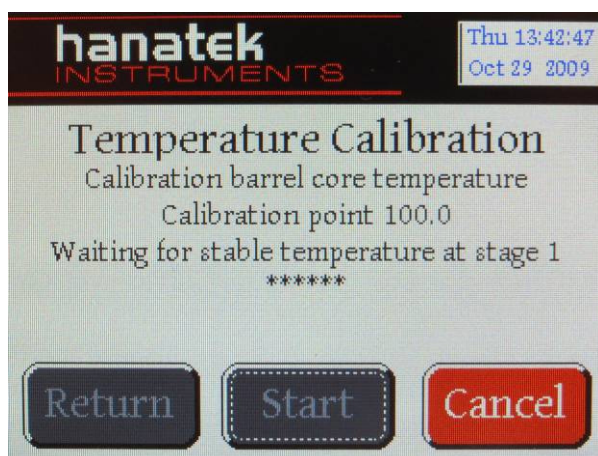 hanatek
INSTRUMENTS
Thu 13:42:47
Oct 29 2009
Temperature Calibration
Calibration barrel core temperature
Calibration point 100.0
Waiting for stable temperature at stage 1
******
Return
Start
Cancel